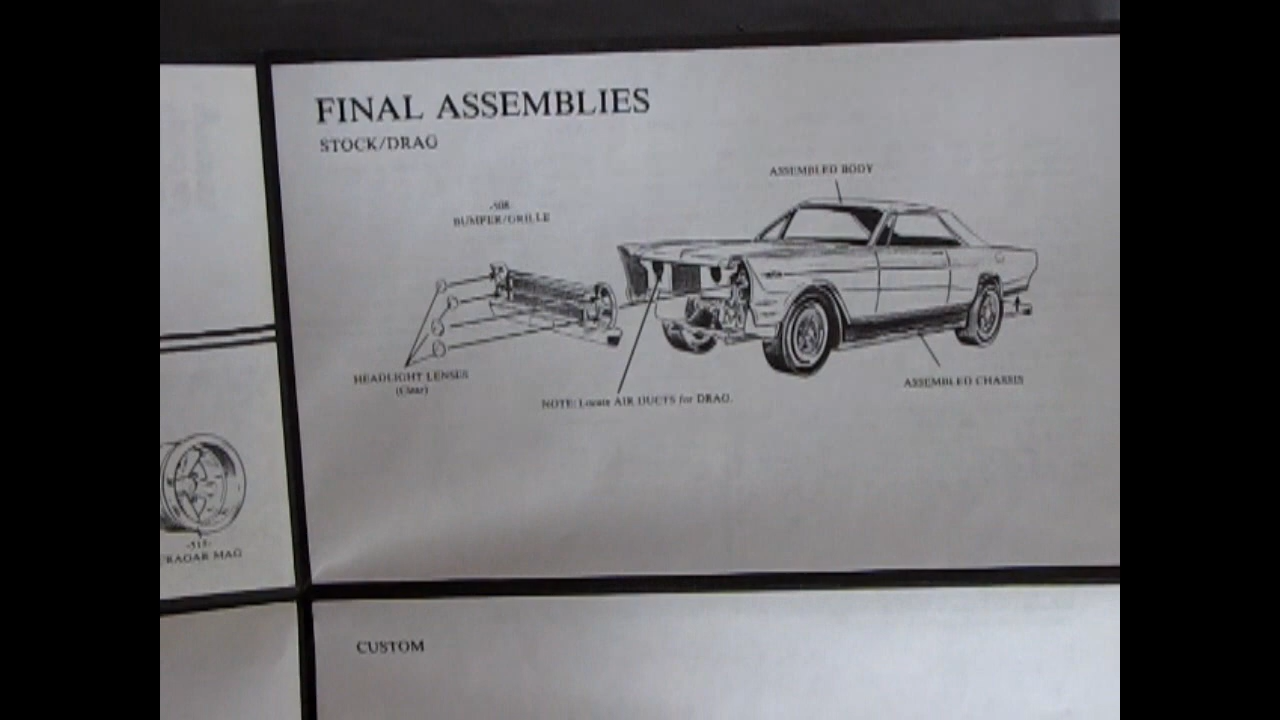 FINAL ASSEMBLIES
STOCK/DRAG
ASSEMBLED BODY
-508
BUMPER/GRILLE
HEADLIGHT LENSES
(Clear)
NOTE: Locate AIR DUCTS for DRAG.
ASSEMBLED CHASSIS
RAGAR MAG
CUSTOM